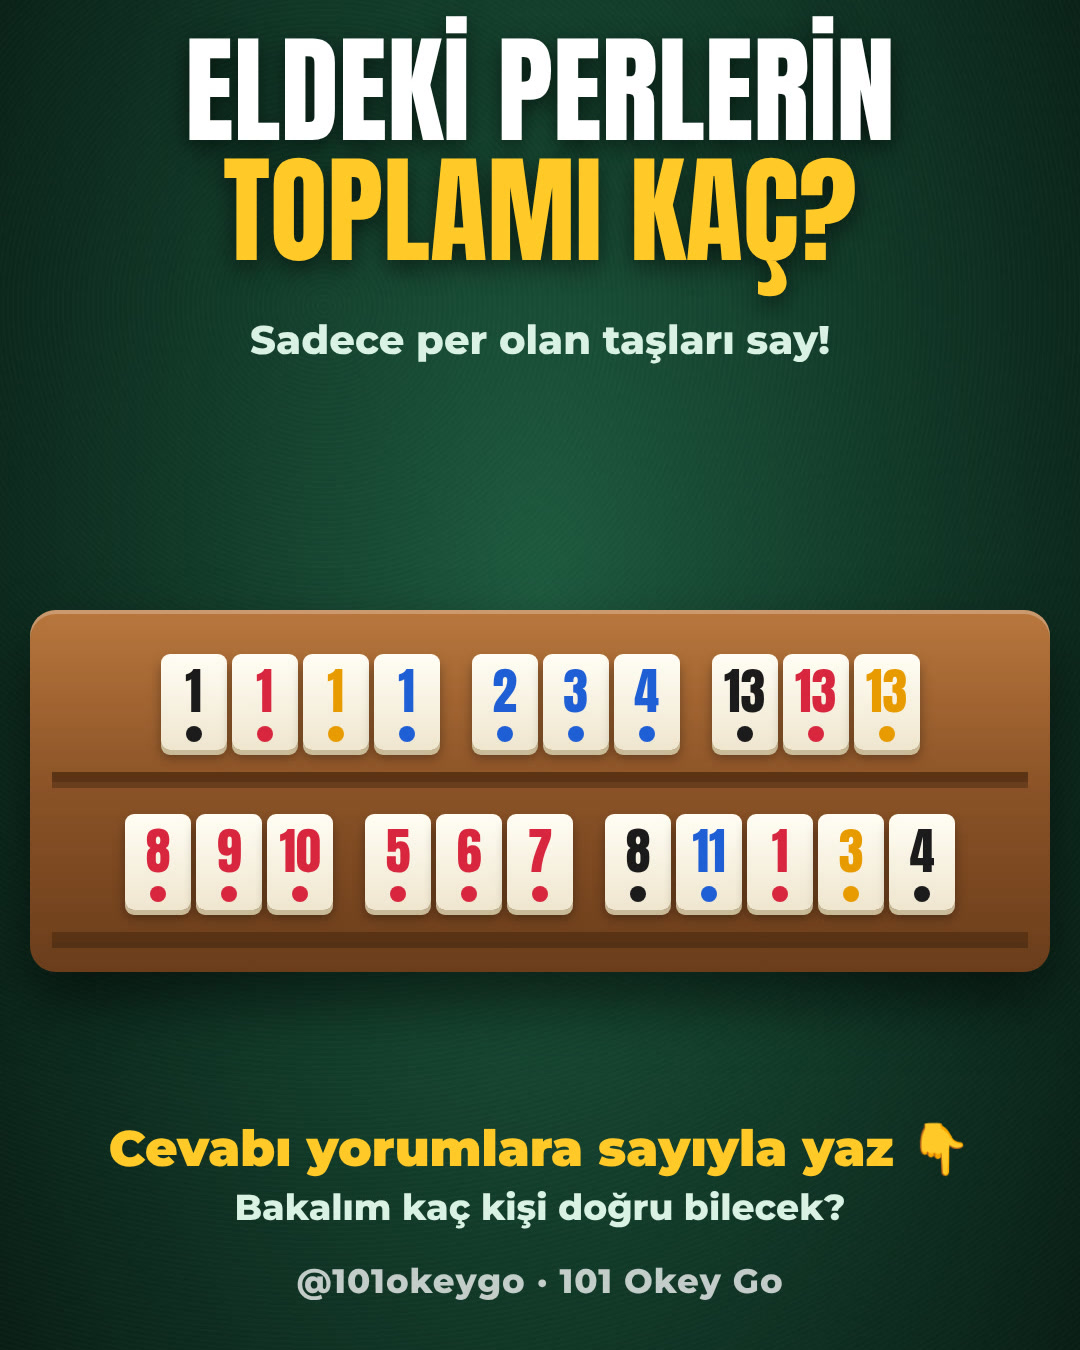 ELDEKİ PERLERİN
TOPLAMI KAÇ?
Sadece per olan taşları say!
1 1 1 1 2 3 4 13 13 13
8 9 10 5 6 7 8 11 1 3 4
Cevabı yorumlara sayıyla yaz 👇
Bakalım kaç kişi doğru bilecek?
@101okeygo · 101 Okey Go